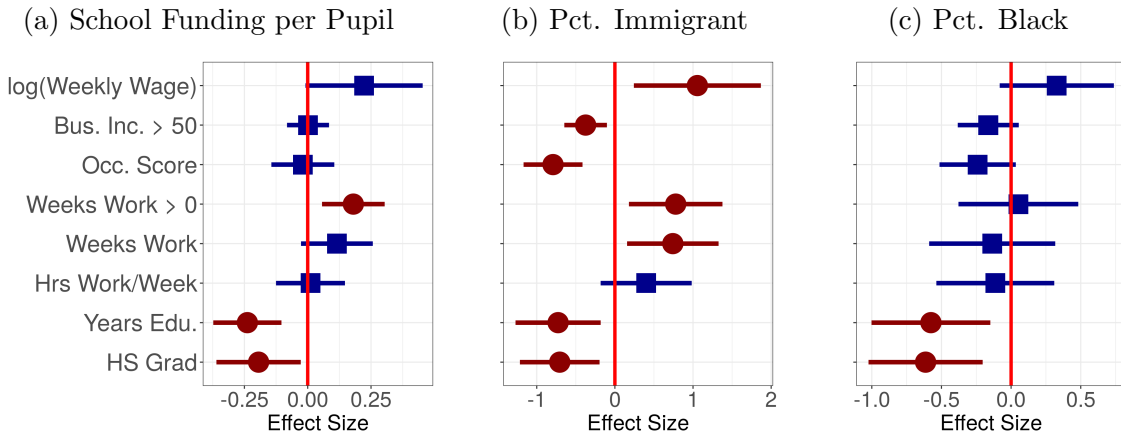 (a) School Funding per Pupil
(b) Pct. Immigrant
(c) Pct. Black
log(Weekly Wage)
Bus. Inc. > 50
Occ. Score
Weeks Work > 0
Weeks Work
Hrs Work/Week
Years Edu.
HS Grad
-0.25 0.00 0.25
Effect Size
-1 0 1 2
Effect Size
-1.0 -0.5 0.0 0.5
Effect Size